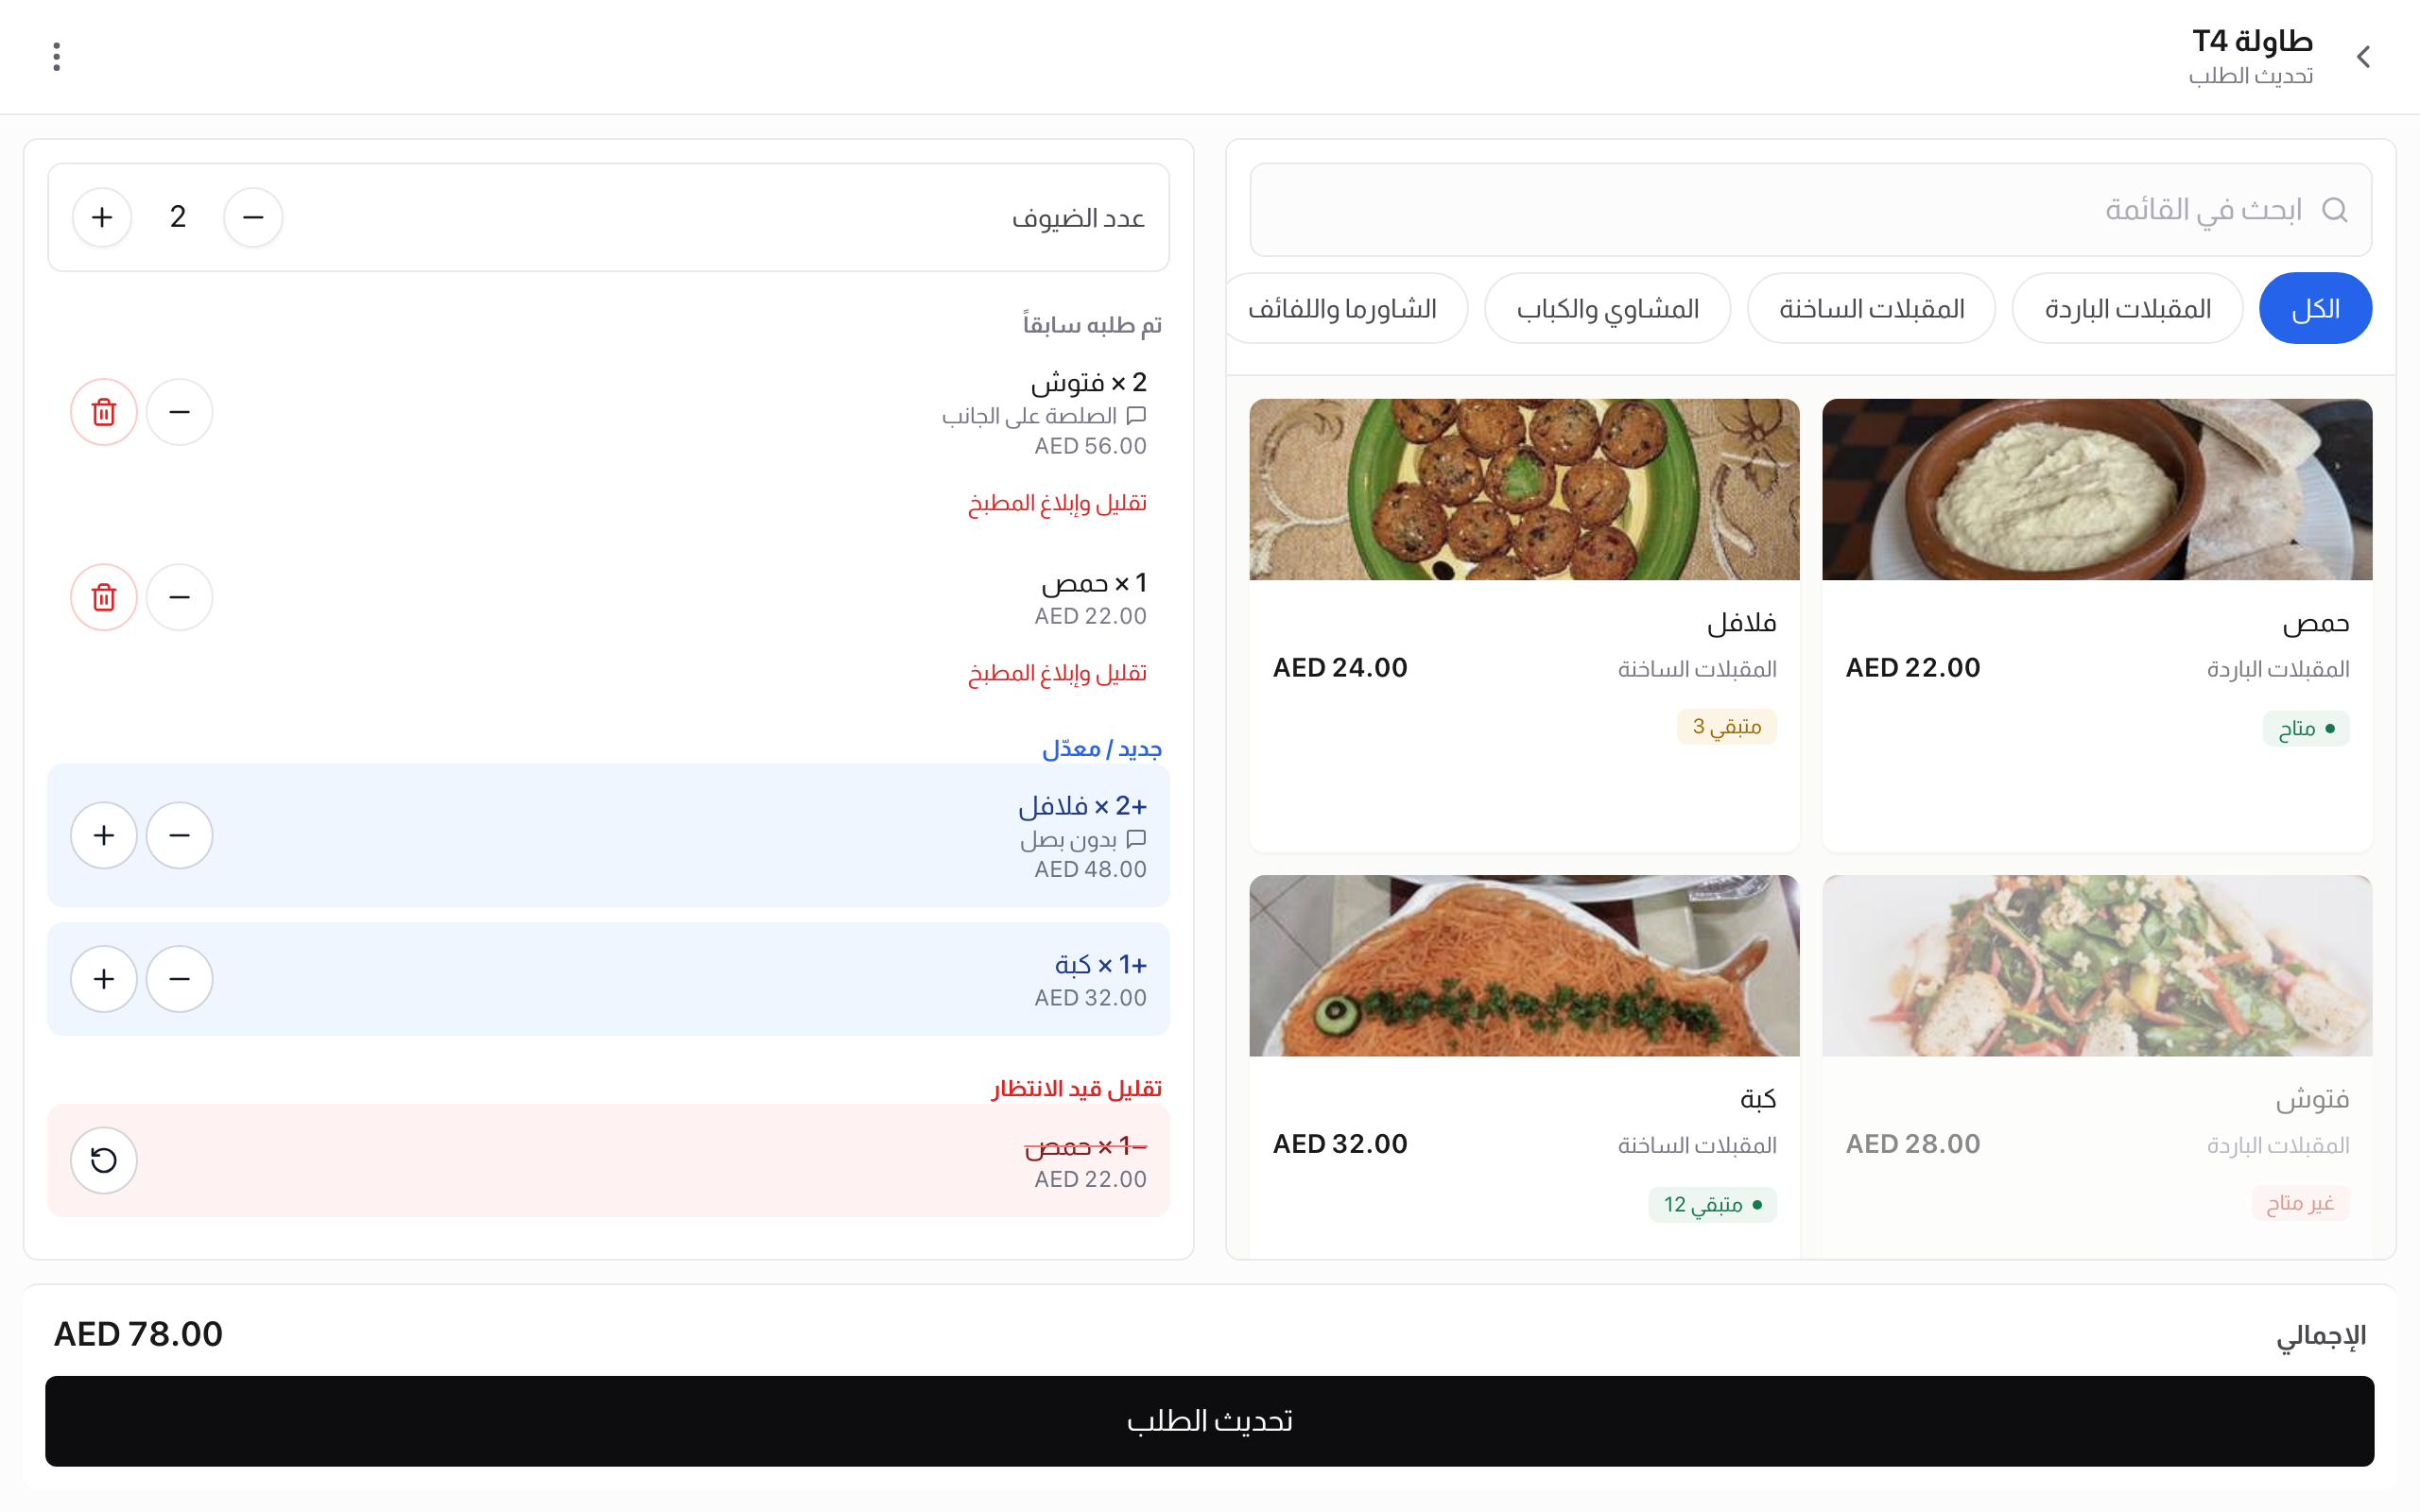 طاولة T4
تحديث الطلب
ابحث في القائمة
الكل
المقبلات الباردة
المقبلات الساخنة
المشاوي والكباب
الشاورما واللفائف
حمص
المقبلات الباردة
AED 22.00
متاح
فلافل
المقبلات الساخنة
AED 24.00
متبقي 3
فتوش
المقبلات الباردة
AED 28.00
غير متاح
كبة
المقبلات الساخنة
AED 32.00
متبقي 12
عدد الضيوف
2
تم طلبه سابقاً
2 × فتوش
الصلصة على الجانب
AED 56.00
تقليل وإبلاغ المطبخ
1 × حمص
AED 22.00
تقليل وإبلاغ المطبخ
جديد / معدّل
+2 × فلافل
بدون بصل
AED 48.00
+1 × كبة
AED 32.00
تقليل قيد الانتظار
−1 × حمص
AED 22.00
الإجمالي
AED 78.00
تحديث الطلب